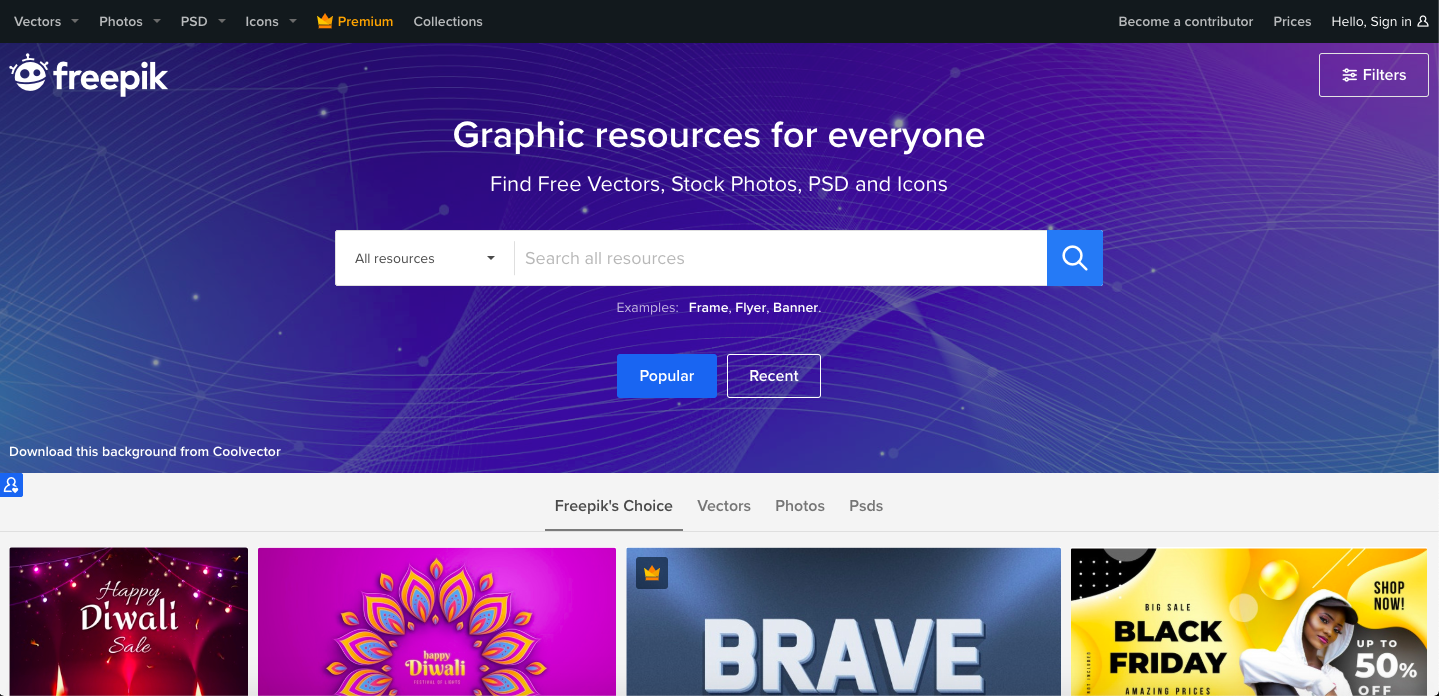 Vectors Photos PSD Icons Premium Collections Become a contributor Prices Hello, Sign in
freepik
Filters
Graphic resources for everyone
Find Free Vectors, Stock Photos, PSD and Icons
All resources Search all resources
Examples: Frame, Flyer, Banner.
Popular Recent
Download this background from Coolvector
Freepik's Choice Vectors Photos Psds
Happy
Diwali
Sale
happy
Diwali
FESTIVAL OF LIGHTS
BRAVE
BIG SALE
BLACK
FRIDAY
AMAZING PRICES
SHOP
NOW!
UP TO
50%
OFF